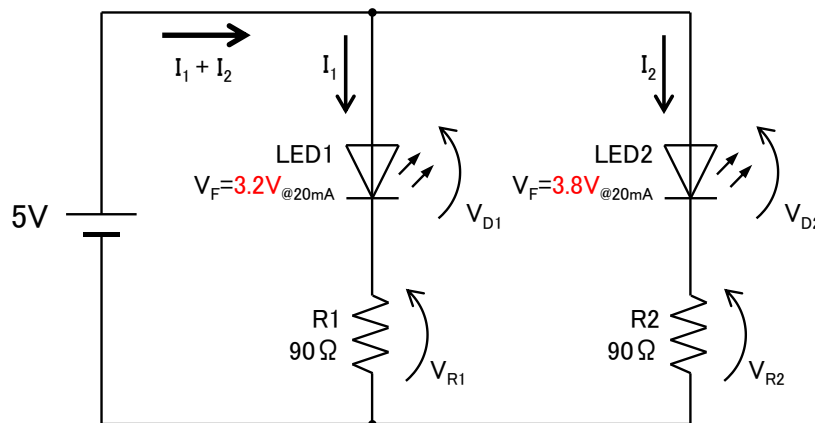 I1 + I2
I1
I2
LED1
VF=3.2V@20mA
VD1
LED2
VF=3.8V@20mA
VD2
5V
R1
90Ω
VR1
R2
90Ω
VR2